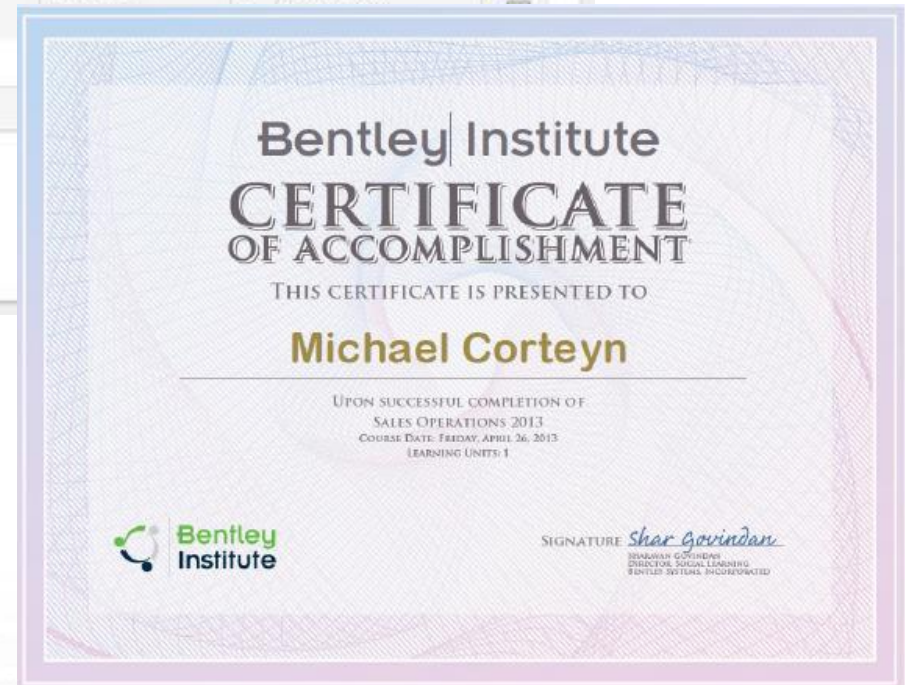 Bentley Institute
CERTIFICATE
OF ACCOMPLISHMENT
THIS CERTIFICATE IS PRESENTED TO
Michael Corteyn
UPON SUCCESSFUL COMPLETION OF
SALES OPERATIONS 2013
COURSE DATE: FRIDAY, APRIL 26, 2013
LEARNING UNITS: 1
Bentley
Institute
SIGNATURE Shar Govindan
SHARAVAN GOVINDAN
DIRECTOR, SOCIAL LEARNING
BENTLEY SYSTEMS, INCORPORATED